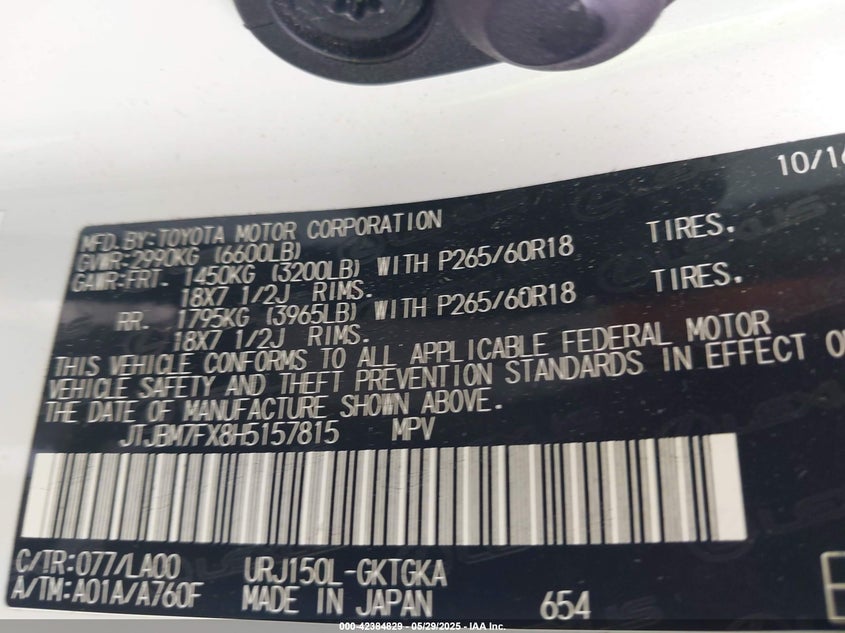 10/16
MFD. BY: TOYOTA MOTOR CORPORATION
GVWR: 2990KG (6600LB)
GAWR: FRT. 1450KG (3200LB) WITH P265/60R18 TIRES.
18X7 1/2J RIMS.
RR. 1795KG (3965LB) WITH P265/60R18 TIRES.
18X7 1/2J RIMS.
THIS VEHICLE CONFORMS TO ALL APPLICABLE FEDERAL MOTOR
VEHICLE SAFETY AND THEFT PREVENTION STANDARDS IN EFFECT O
THE DATE OF MANUFACTURE SHOWN ABOVE.
JTJBM7FX8H5157815 MPV
C/TR: 077/LA00 URJ150L-GKTGKA
A/TM: A01A/A760F MADE IN JAPAN 654
000-42384829 - 05/29/2025 - IAA Inc.